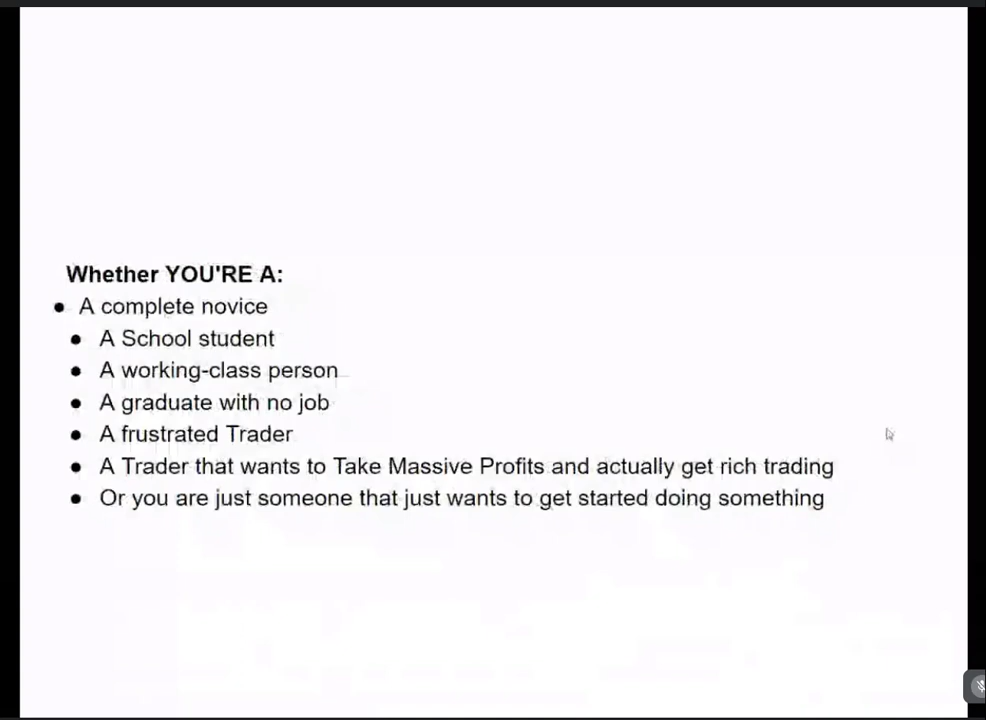 Whether YOU'RE A:
● A complete novice
● A School student
● A working-class person
● A graduate with no job
● A frustrated Trader
● A Trader that wants to Take Massive Profits and actually get rich trading
● Or you are just someone that just wants to get started doing something